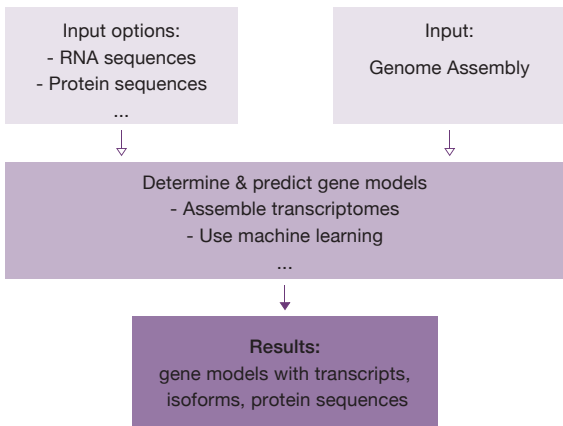 Input options:
- RNA sequences
- Protein sequences
...
Input:
Genome Assembly
Determine & predict gene models
- Assemble transcriptomes
- Use machine learning
...
Results:
gene models with transcripts,
isoforms, protein sequences